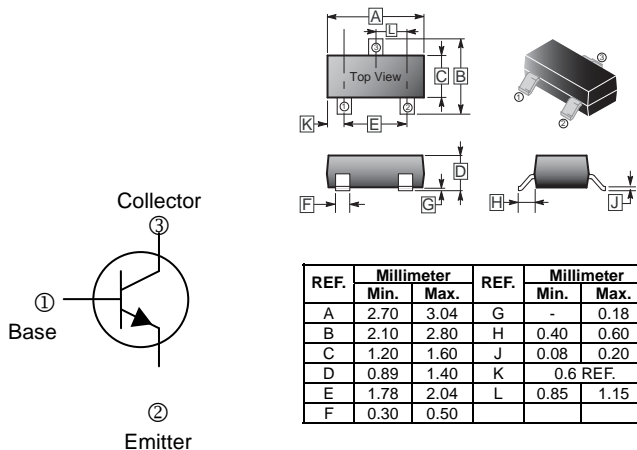 A
L
③
Top View
C
B
①
②
K
E
③
①
②
D
F
G
H
J
Collector
③
①
Base
②
Emitter
REF. Millimeter REF. Millimeter
Min. Max. Min. Max.
A 2.70 3.04 G - 0.18
B 2.10 2.80 H 0.40 0.60
C 1.20 1.60 J 0.08 0.20
D 0.89 1.40 K 0.6 REF.
E 1.78 2.04 L 0.85 1.15
F 0.30 0.50